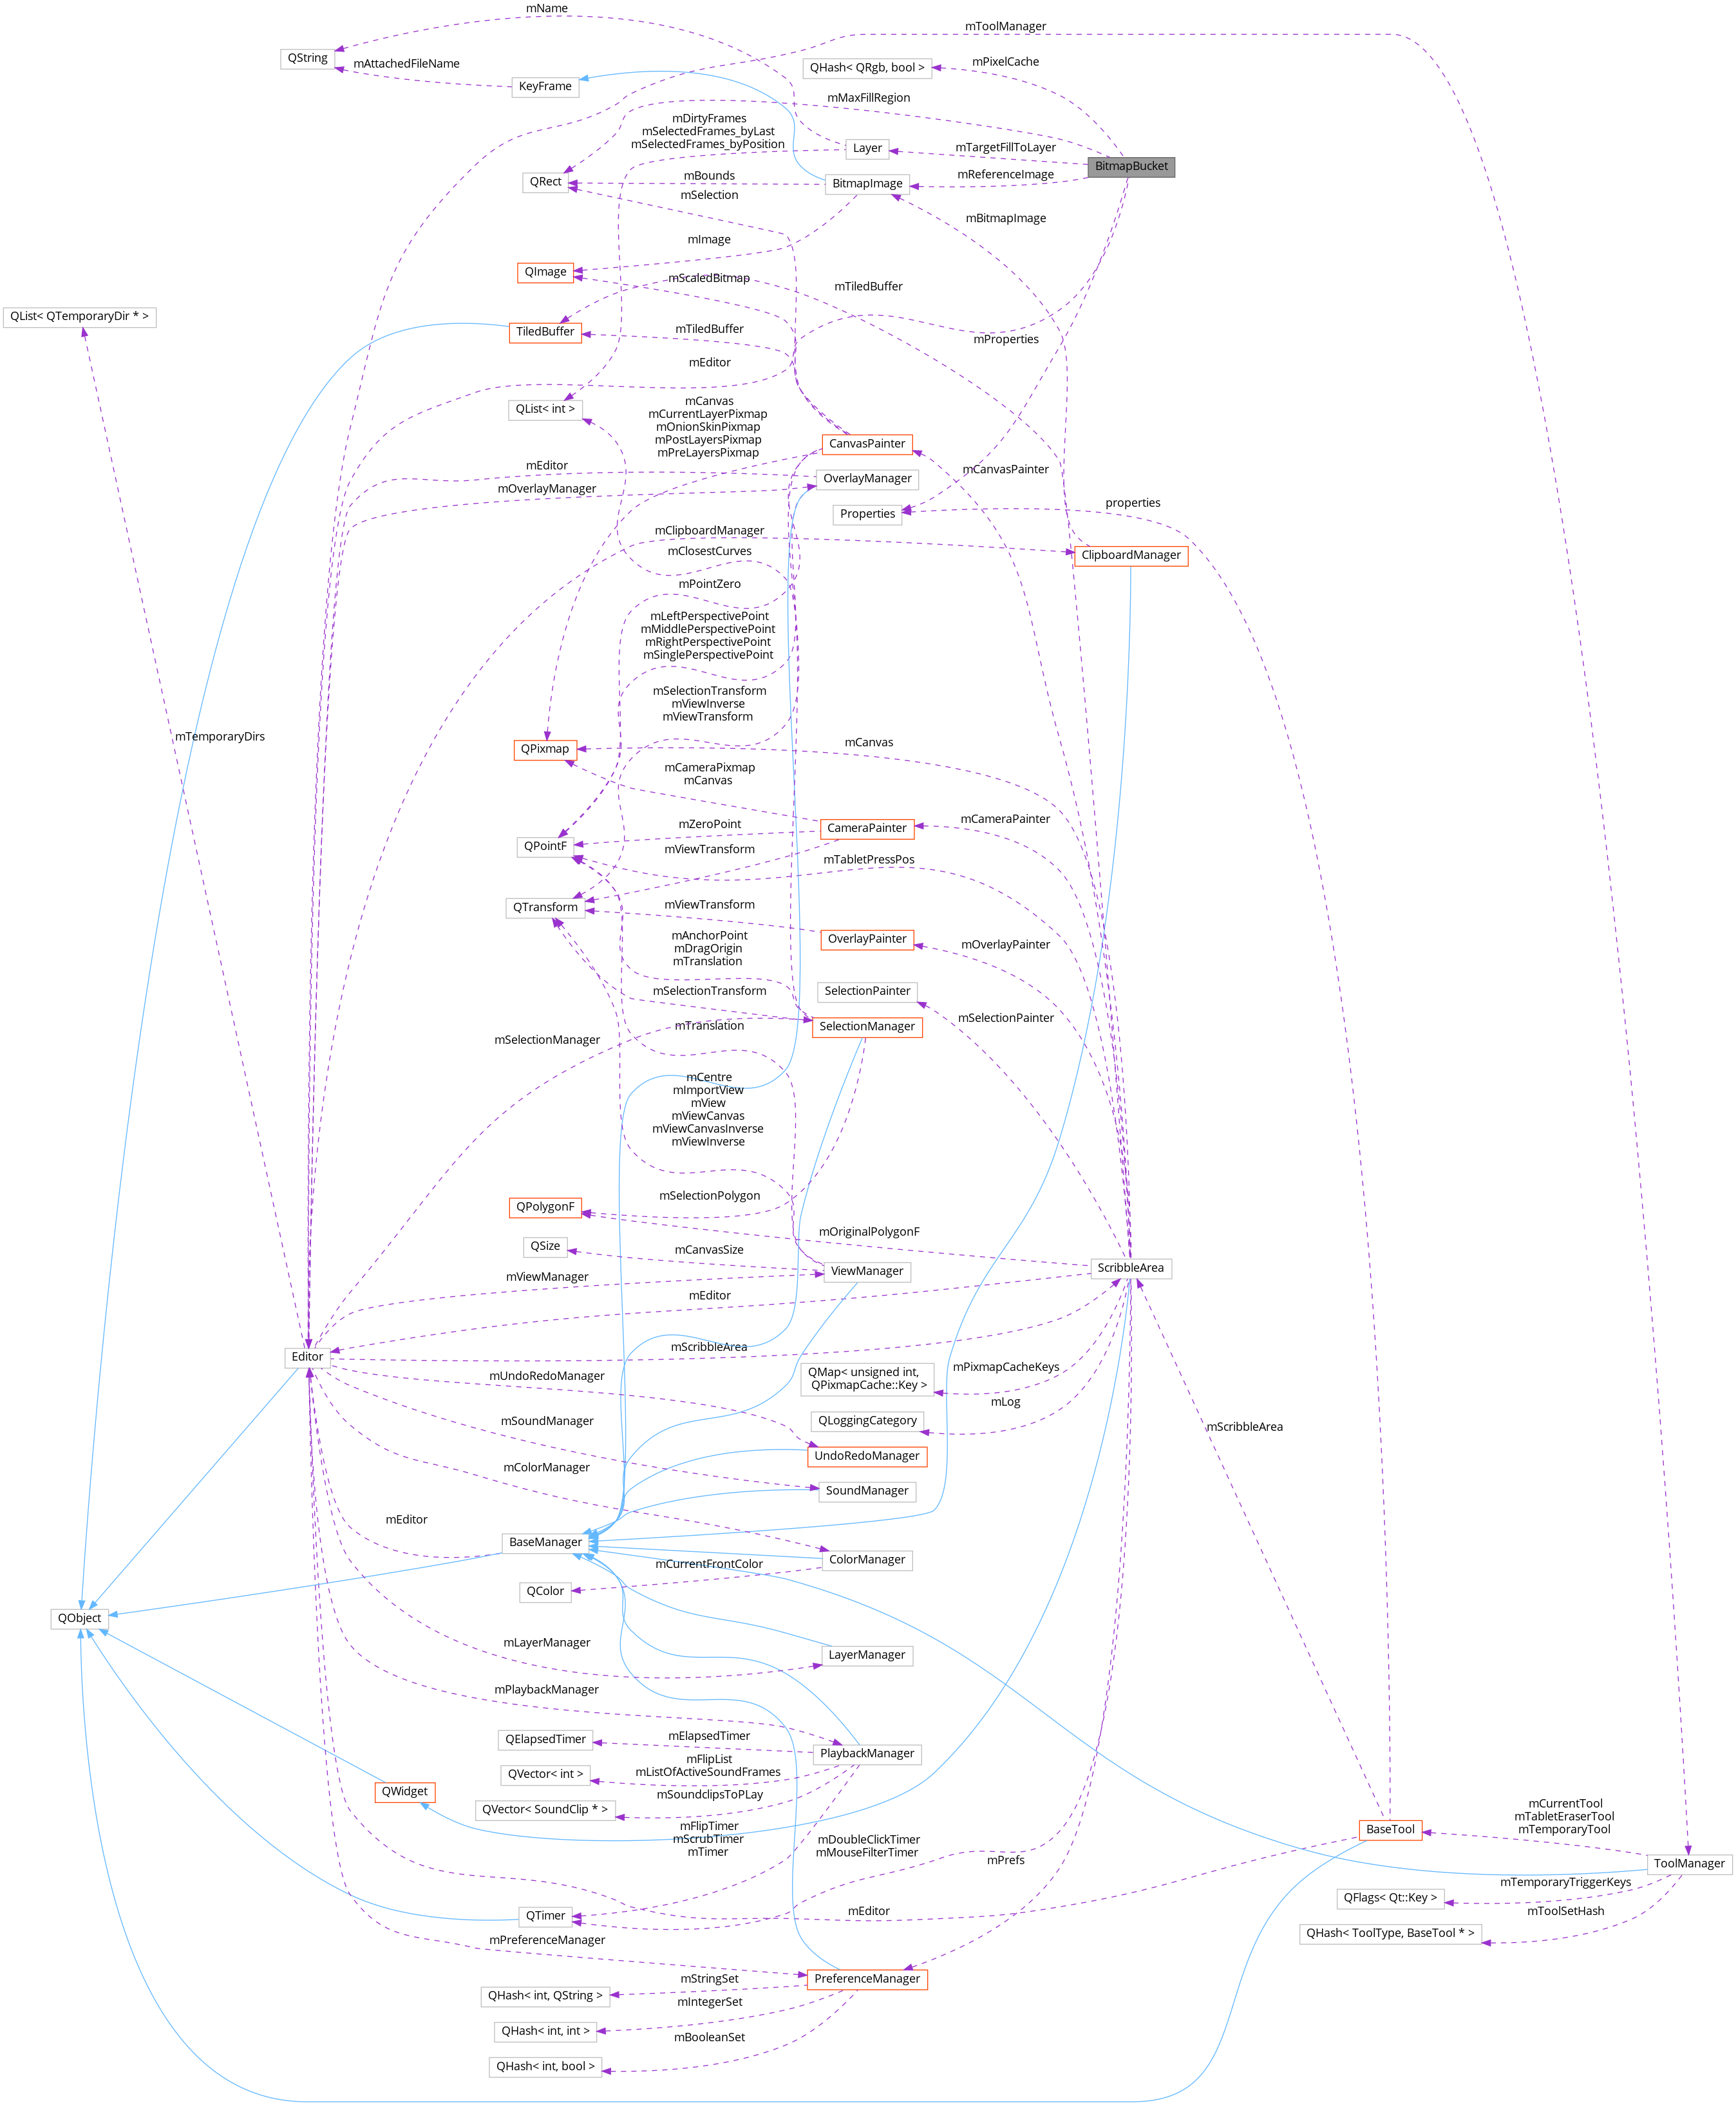 mName
mToolManager
QString
mAttachedFileName
mPixelCache
QHash< QRgb, bool >
KeyFrame
mMaxFillRegion
mDirtyFrames
mSelectedFrames_byLast
mSelectedFrames_byPosition
Layer
mTargetFillToLayer
BitmapBucket
mReferenceImage
QRect
mBounds
BitmapImage
mSelection
mBitmapImage
mImage
QImage
mScaledBitmap
mTiledBuffer
QList< QTemporaryDir * >
TiledBuffer
mTiledBuffer
mProperties
mEditor
QList< int >
mCanvas
mCurrentLayerPixmap
mOnionSkinPixmap
mPostLayersPixmap
mPreLayersPixmap
CanvasPainter
mEditor
mCanvasPainter
OverlayManager
mOverlayManager
properties
Properties
mClipboardManager
ClipboardManager
mClosestCurves
mPointZero
mLeftPerspectivePoint
mMiddlePerspectivePoint
mRightPerspectivePoint
mSinglePerspectivePoint
mSelectionTransform
mViewInverse
mViewTransform
mTemporaryDirs
QPixmap
mCanvas
mCameraPixmap
mCanvas
CameraPainter
mCameraPainter
mZeroPoint
QPointF
mViewTransform
mTabletPressPos
QTransform
mViewTransform
mAnchorPoint
mDragOrigin
mTranslation
OverlayPainter
mOverlayPainter
SelectionPainter
mSelectionTransform
mSelectionPainter
SelectionManager
mTranslation
mSelectionManager
mCentre
mImportView
mView
mViewCanvas
mViewCanvasInverse
mViewInverse
mSelectionPolygon
QPolygonF
mOriginalPolygonF
QSize
mCanvasSize
ViewManager
ScribbleArea
mViewManager
mEditor
Editor
mScribbleArea
mPixmapCacheKeys
mUndoRedoManager
QMap< unsigned int,
QPixmapCache::Key >
mLog
mSoundManager
QLoggingCategory
mScribbleArea
UndoRedoManager
mColorManager
SoundManager
mEditor
BaseManager
mCurrentFrontColor
ColorManager
QColor
QObject
mLayerManager
LayerManager
mPlaybackManager
mElapsedTimer
QElapsedTimer
PlaybackManager
mFlipList
mListOfActiveSoundFrames
QVector< int >
mSoundclipsToPLay
QWidget
QVector< SoundClip * >
mCurrentTool
mTabletEraserTool
mTemporaryTool
BaseTool
mFlipTimer
mScrubTimer
mTimer
mDoubleClickTimer
mMouseFilterTimer
mPrefs
ToolManager
mTemporaryTriggerKeys
QFlags< Qt::Key >
QTimer
mEditor
mToolSetHash
QHash< ToolType, BaseTool * >
mPreferenceManager
PreferenceManager
mStringSet
QHash< int, QString >
mIntegerSet
QHash< int, int >
mBooleanSet
QHash< int, bool >